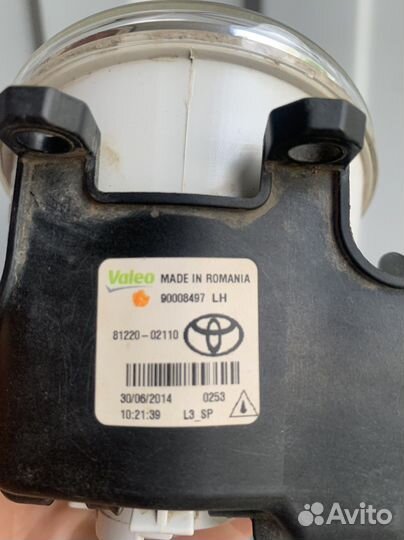 Valeo MADE IN ROMANIA
90008497 LH
81220-02110
30/06/2014 0253
10:21:39 L3_SP
Avito